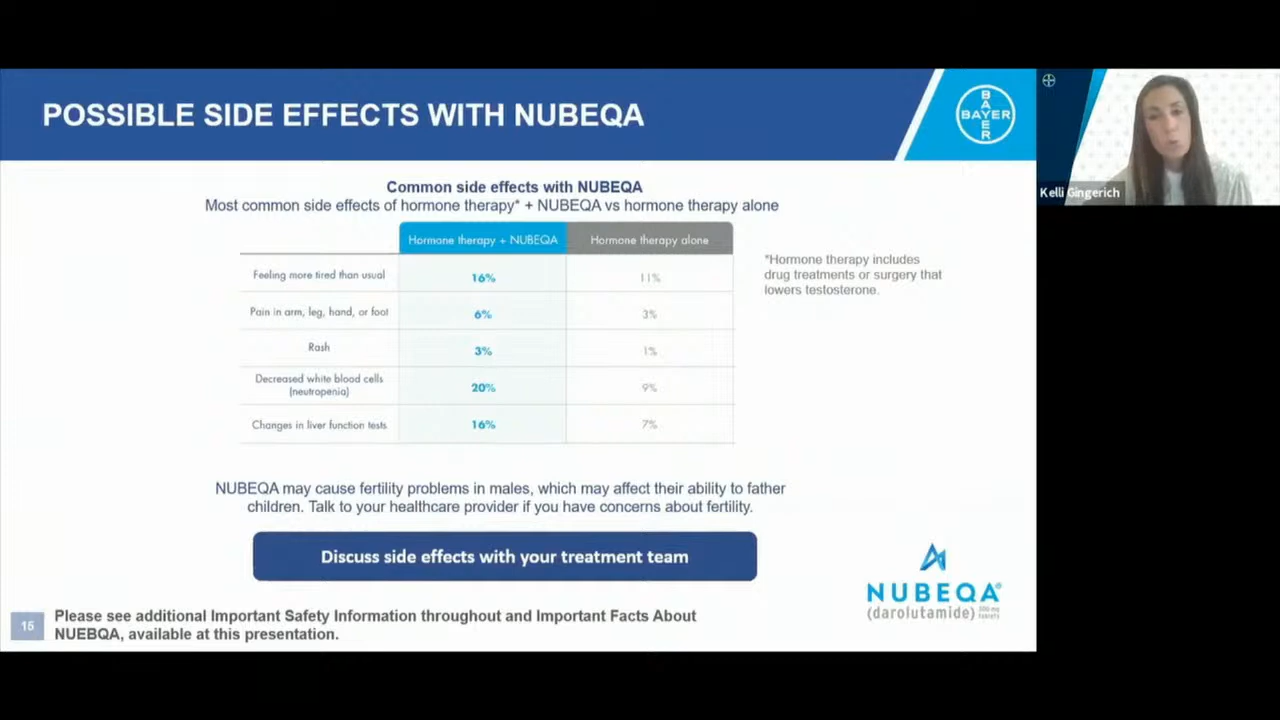 POSSIBLE SIDE EFFECTS WITH NUBEQA
BAYER
BAYER
Kelli Gingerich
Common side effects with NUBEQA
Most common side effects of hormone therapy* + NUBEQA vs hormone therapy alone
Hormone therapy + NUBEQA Hormone therapy alone
Feeling more tired than usual 16% 11%
Pain in arm, leg, hand, or foot 6% 3%
Rash 3% 1%
Decreased white blood cells
(neutropenia) 20% 9%
Changes in liver function tests 16% 7%
*Hormone therapy includes
drug treatments or surgery that
lowers testosterone.
NUBEQA may cause fertility problems in males, which may affect their ability to father
children. Talk to your healthcare provider if you have concerns about fertility.
Discuss side effects with your treatment team
NUBEQA®
(darolutamide) 300 mg
tablets
15
Please see additional Important Safety Information throughout and Important Facts About
NUEBQA, available at this presentation.